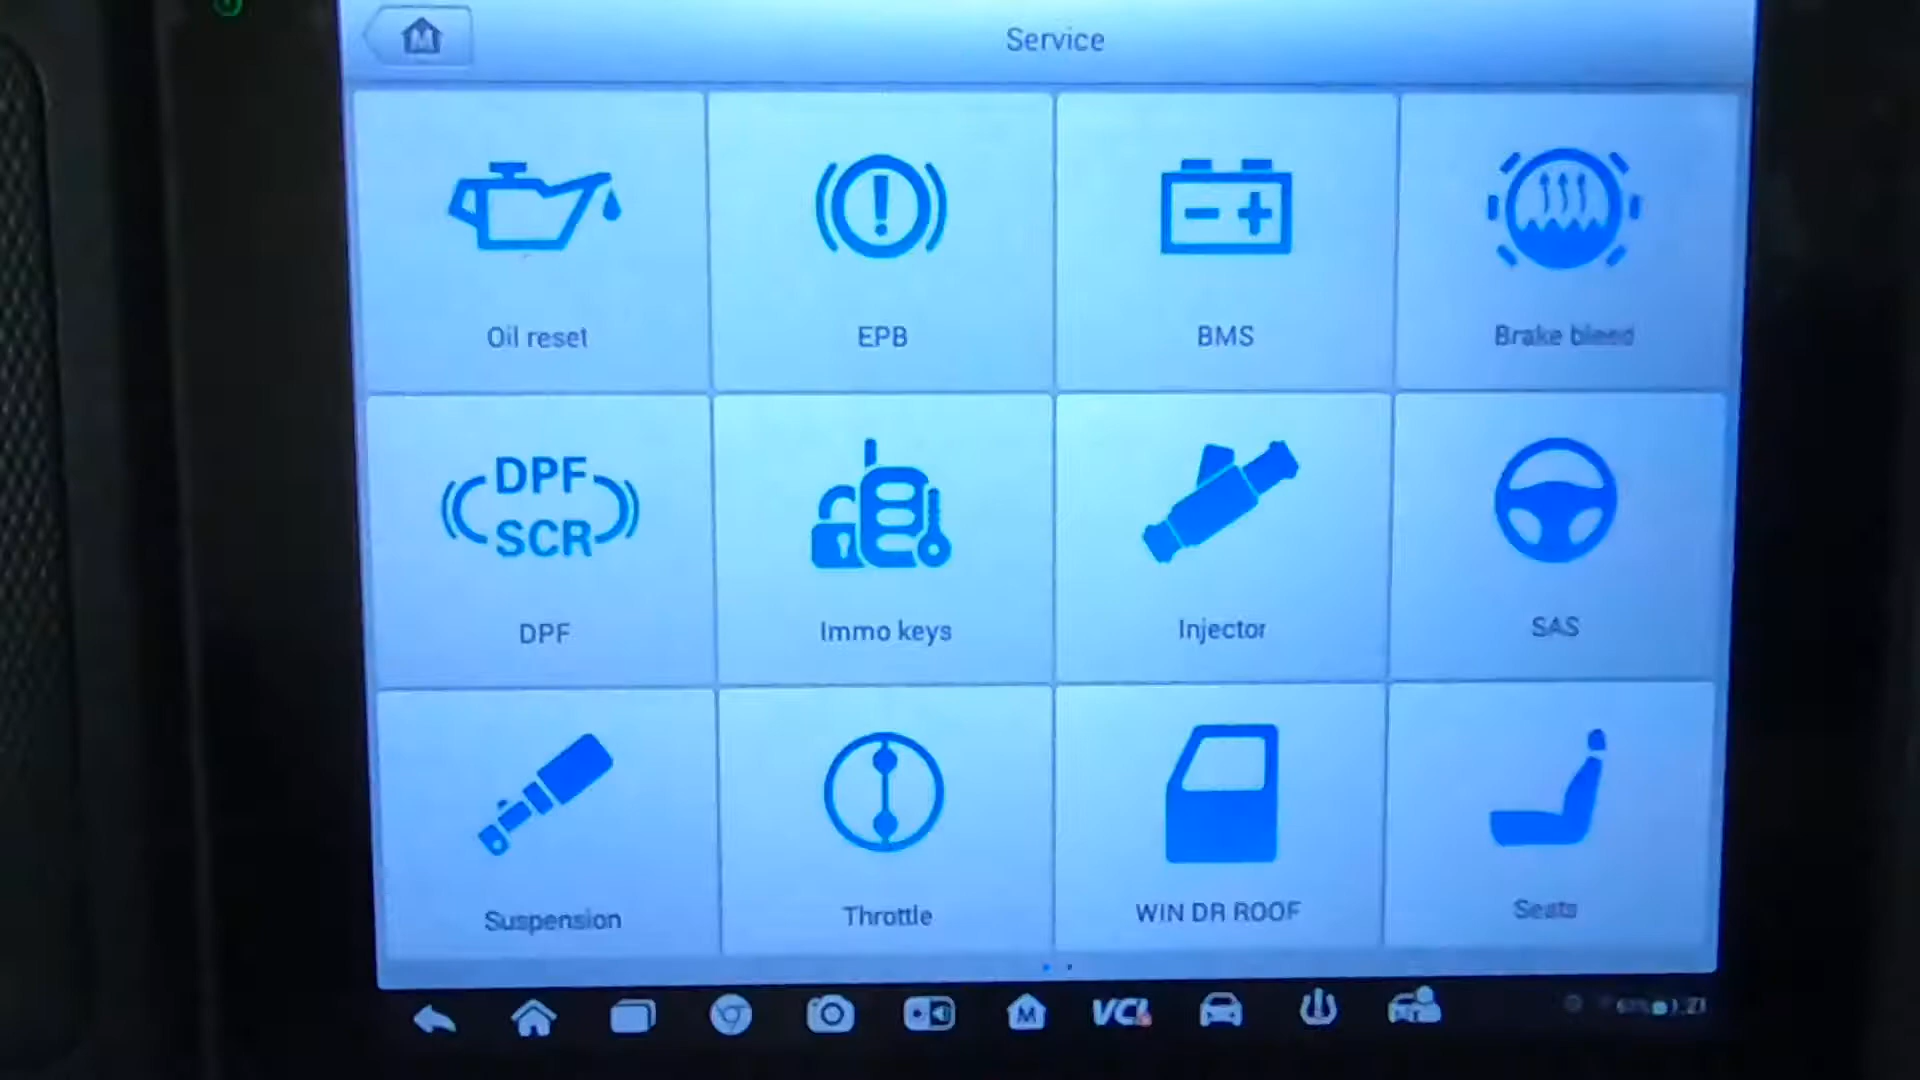 M
Service
Oil reset
EPB
BMS
Brake bleed
DPF
SCR
DPF
Immo keys
Injector
SAS
Suspension
Throttle
WIN DR ROOF
Seats
M
VCI